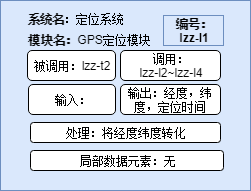 系统名：定位系统
模块名：GPS定位模块
编号：
lzz-l1
被调用：lzz-t2
调用：
lzz-l2~lzz-l4
输入：
输出：经度，纬
度，定位时间
处理：将经度纬度转化
局部数据元素：无